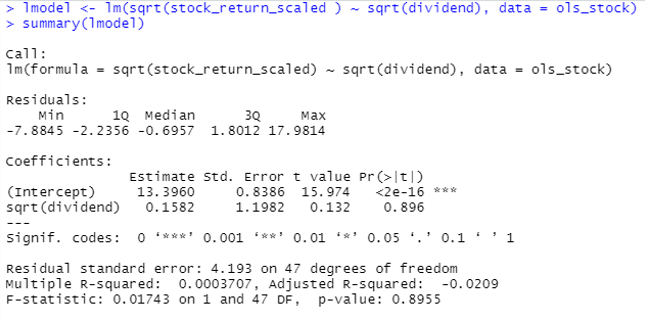 > lmodel <- lm(sqrt(stock_return_scaled ) ~ sqrt(dividend), data = ols_stock)
> summary(lmodel)

Call:
lm(formula = sqrt(stock_return_scaled) ~ sqrt(dividend), data = ols_stock)

Residuals:
    Min      1Q  Median      3Q     Max
-7.8845 -2.2356 -0.6957  1.8012 17.9814

Coefficients:
               Estimate Std. Error t value Pr(>|t|)
(Intercept)     13.3960     0.8386  15.974   <2e-16 ***
sqrt(dividend)   0.1582     1.1982   0.132    0.896
---
Signif. codes:  0 ‘***’ 0.001 ‘**’ 0.01 ‘*’ 0.05 ‘.’ 0.1 ‘ ’ 1

Residual standard error: 4.193 on 47 degrees of freedom
Multiple R-squared:  0.0003707, Adjusted R-squared:  -0.0209
F-statistic: 0.01743 on 1 and 47 DF,  p-value: 0.8955